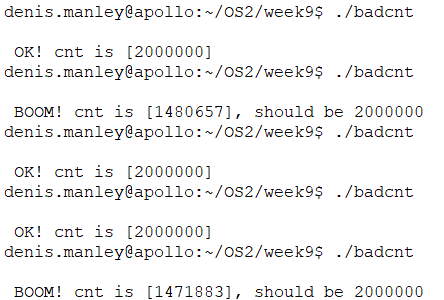 denis.manley@apollo:~/OS2/week9$ ./badcnt
OK! cnt is [2000000]
denis.manley@apollo:~/OS2/week9$ ./badcnt
BOOM! cnt is [1480657], should be 2000000
denis.manley@apollo:~/OS2/week9$ ./badcnt
OK! cnt is [2000000]
denis.manley@apollo:~/OS2/week9$ ./badcnt
OK! cnt is [2000000]
denis.manley@apollo:~/OS2/week9$ ./badcnt
BOOM! cnt is [1471883], should be 2000000